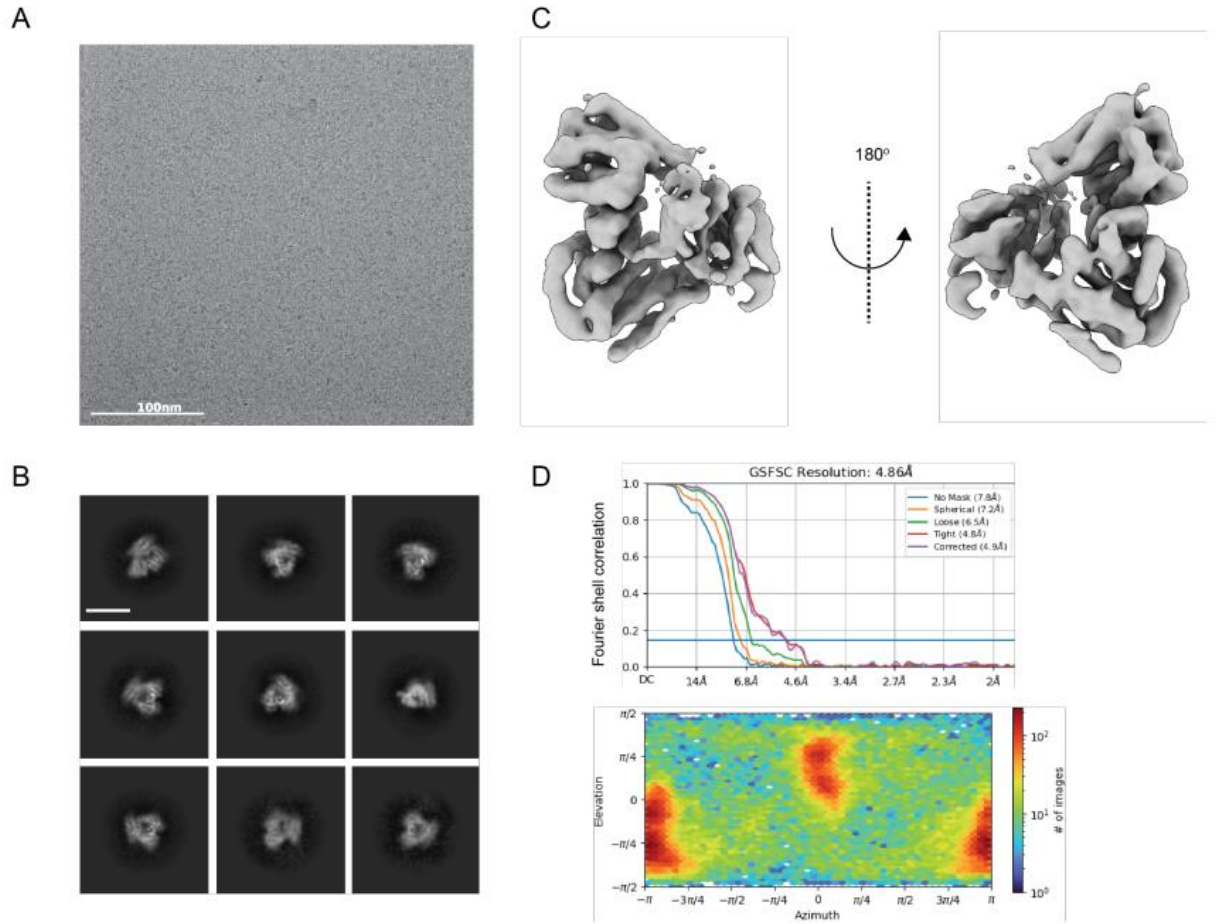 A
C
100nm
180°
B
D
GSFSC Resolution: 4.86Å
Fourier shell correlation
1.0
0.8
0.6
0.4
0.2
0.0
No Mask (7.8Å)
Spherical (7.2Å)
Loose (6.5Å)
Tight (4.8Å)
Corrected (4.9Å)
DC
14Å
6.8Å
4.6Å
3.4Å
2.7Å
2.3Å
2Å
Elevation
π/2
π/4
0
−π/4
−π/2
−π
−3π/4
−π/2
−π/4
0
π/4
π/2
3π/4
π
Azimuth
10²
10¹
10⁰
# of images